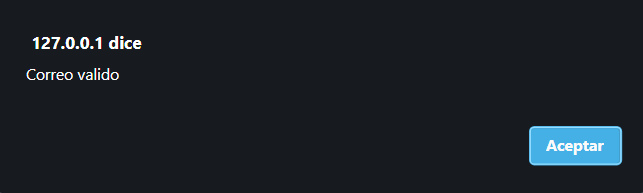 127.0.0.1 dice
Correo valido
Aceptar